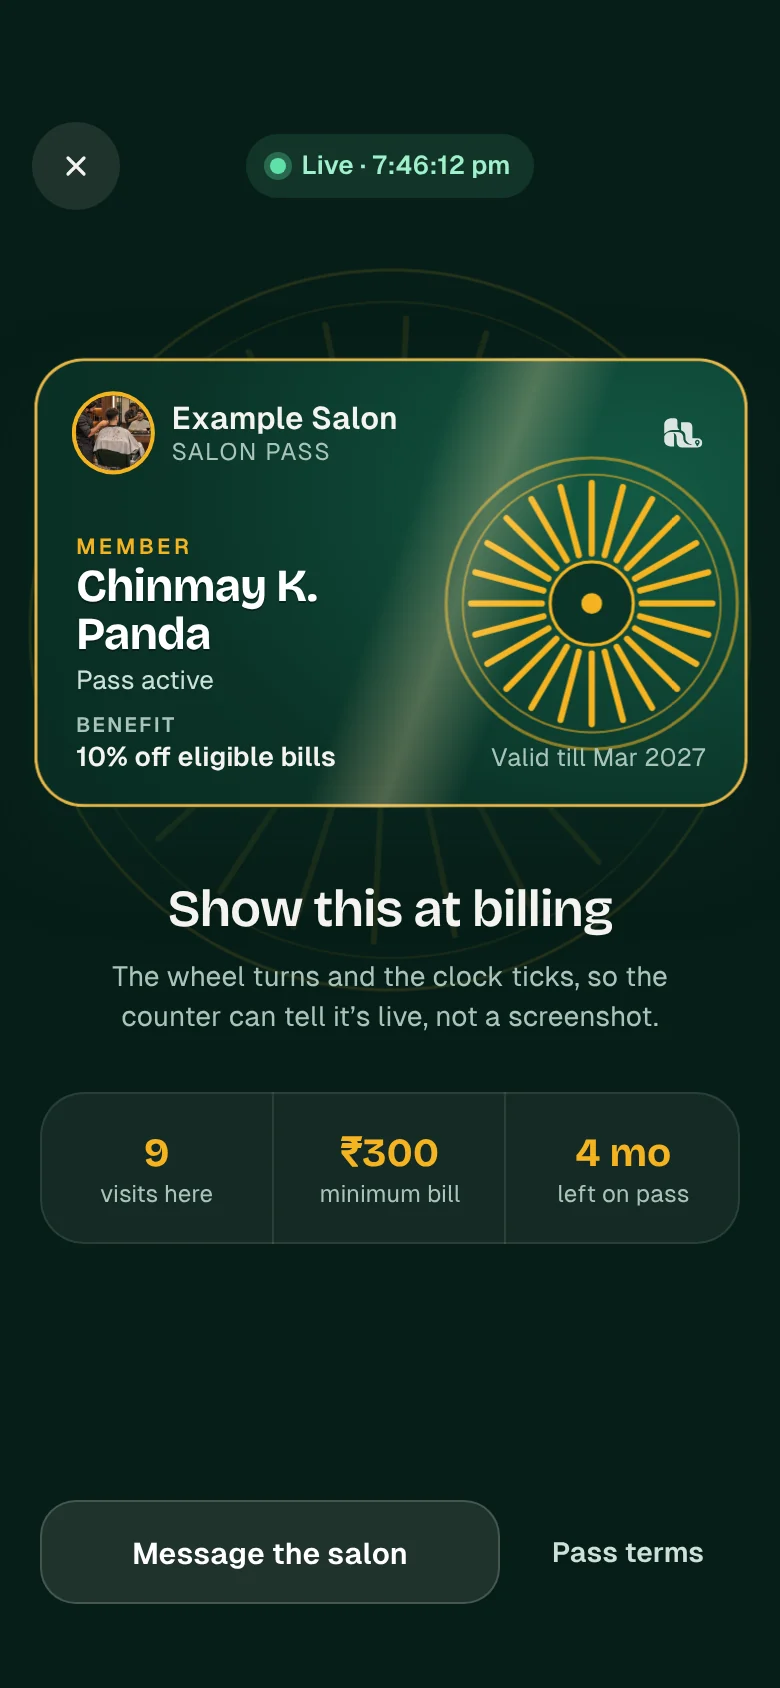 Live · 7:46:12 pm
Example Salon
SALON PASS
MEMBER
Chinmay K.
Panda
Pass active
BENEFIT
10% off eligible bills
Valid till Mar 2027
Show this at billing
The wheel turns and the clock ticks, so the
counter can tell it’s live, not a screenshot.
9
visits here
₹300
minimum bill
4 mo
left on pass
Message the salon
Pass terms